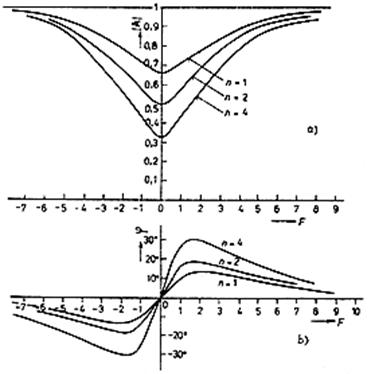 |A|
1
0,9
0,8
0,7
0,6
0,5
0,4
0,3
0,2
0,1
n = 1
n = 2
n = 4
a)
-7 -6 -5 -4 -3 -2 -1 0 1 2 3 4 5 6 7 8 9
F
φ
30°
20°
10°
n = 4
n = 2
n = 1
-7 -6 -5 -4 -3 -2 -1 0 1 2 3 4 5 6 7 8 9 10
F
-20°
-30°
b)